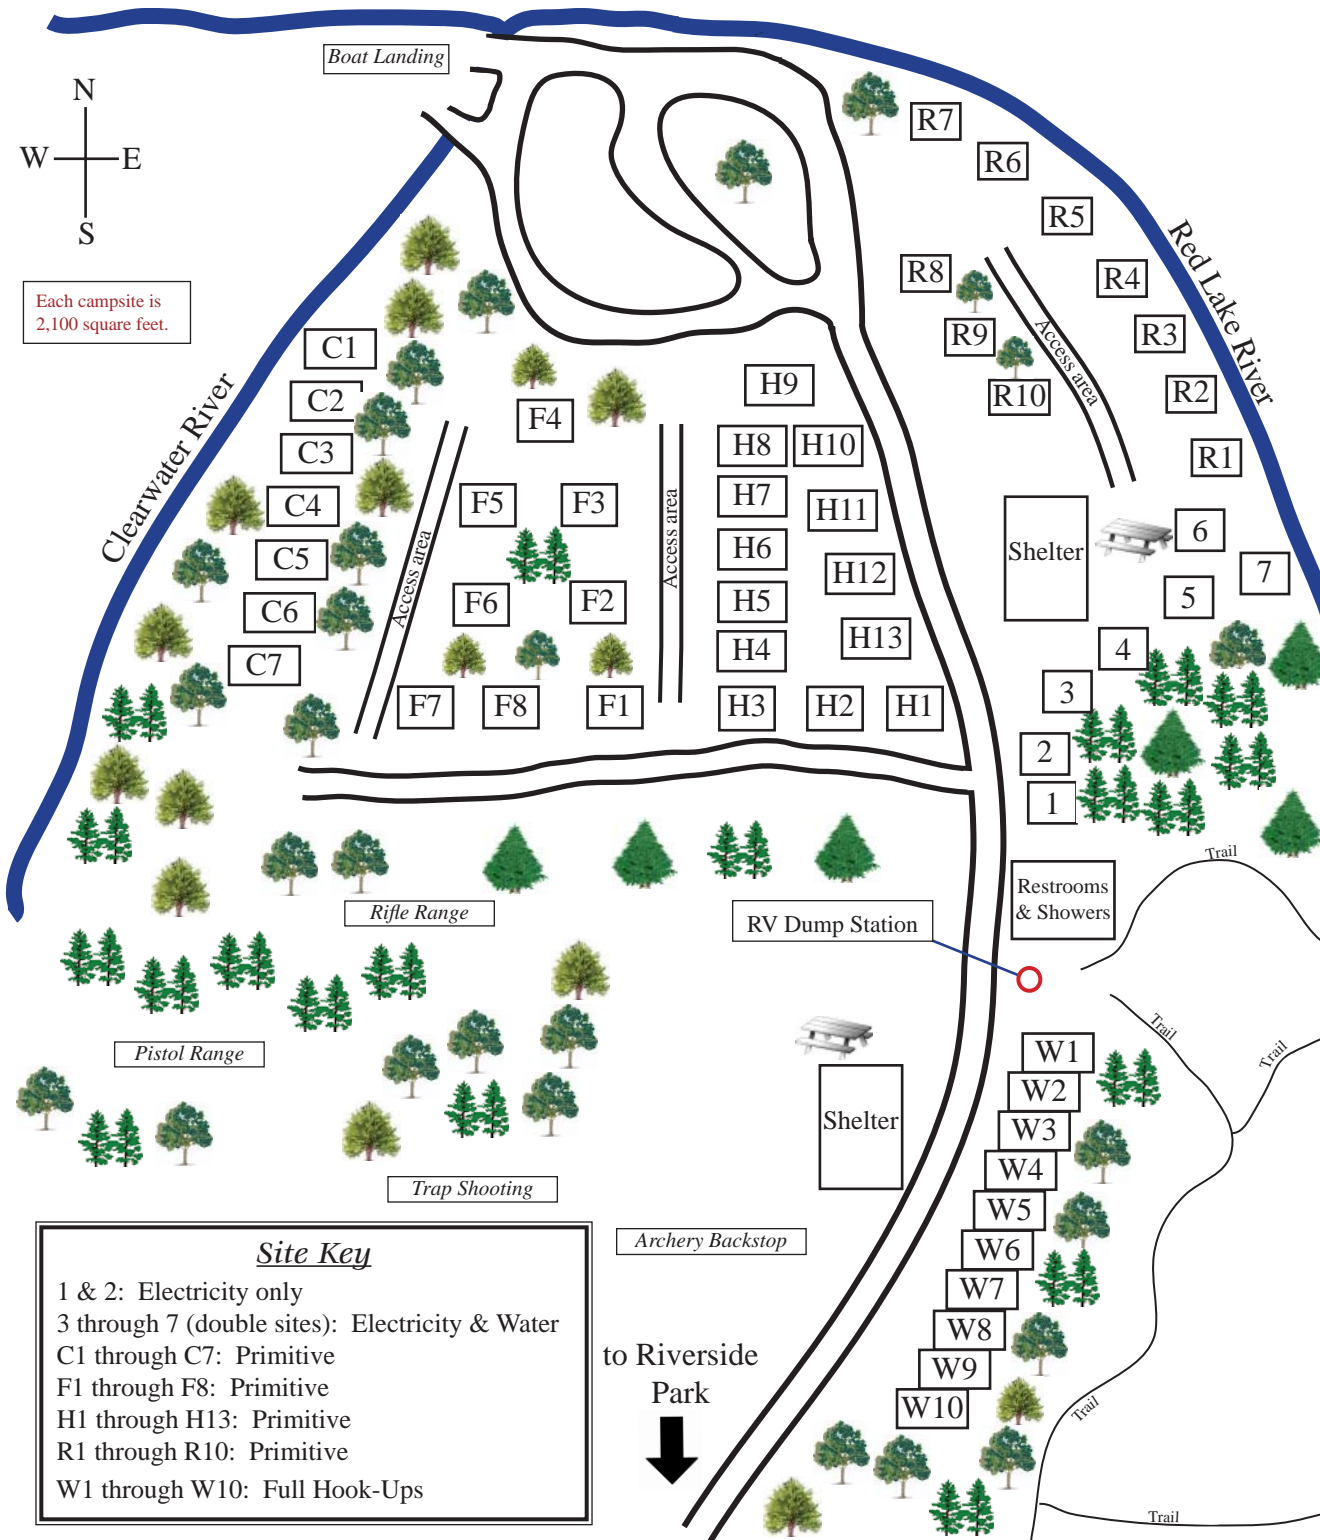 Boat Landing
N
W
E
S
Each campsite is
2,100 square feet.
Clearwater River
Red Lake River
R7
R6
R5
R4
R3
R2
R1
R8
R9
R10
Access area
C1
C2
C3
C4
C5
C6
C7
Access area
F4
F5
F3
F6
F2
F7
F8
F1
Access area
H9
H8
H10
H7
H11
H6
H12
H5
H13
H4
H3
H2
H1
Shelter
6
7
5
4
3
2
1
Restrooms
& Showers
Trail
RV Dump Station
Rifle Range
Pistol Range
Trail
Trail
W1
W2
W3
W4
W5
W6
W7
W8
W9
W10
Shelter
Trap Shooting
Archery Backstop
Trail
Trail
to Riverside
Park
Site Key
1 & 2: Electricity only
3 through 7 (double sites): Electricity & Water
C1 through C7: Primitive
F1 through F8: Primitive
H1 through H13: Primitive
R1 through R10: Primitive
W1 through W10: Full Hook-Ups